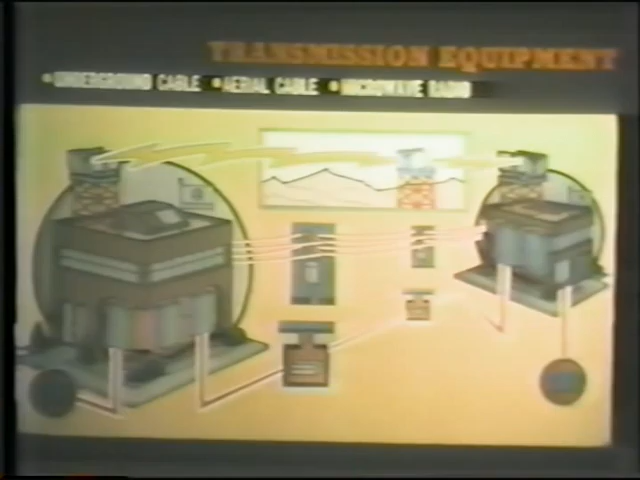 TRANSMISSION EQUIPMENT
• UNDERGROUND CABLE • AERIAL CABLE • MICROWAVE RADIO